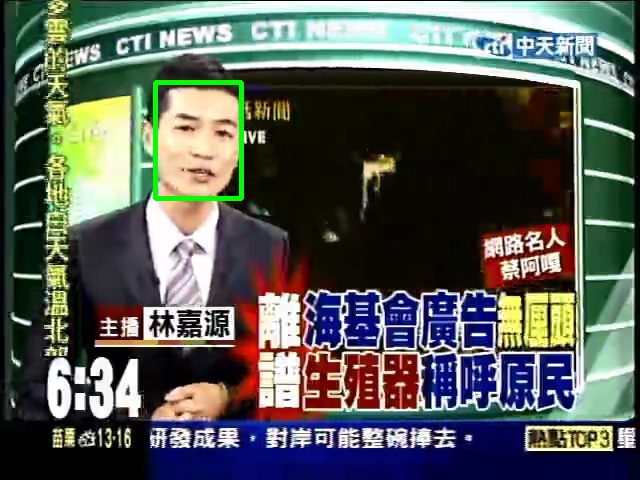 CTI NEWS
CTI NEWS
中天新聞
多雲的天氣。各地白天氣溫北部
話新聞
LIVE
網路名人
蔡阿嘎
主播 林嘉源
離譜
海基會廣告無厘頭
生殖器稱呼原民
6:34
苗栗 13-16
研發成果，對岸可能整碗捧去。
熱點TOP3